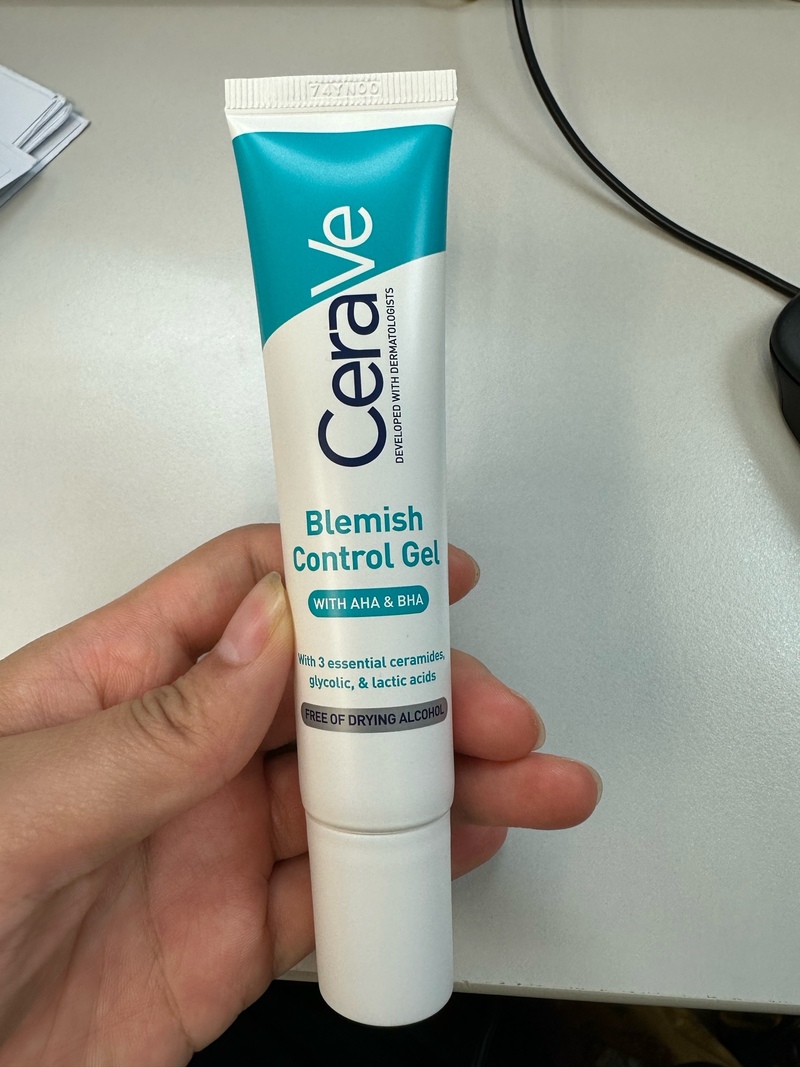 74YN00
CeraVe
DEVELOPED WITH DERMATOLOGISTS
Blemish
Control Gel
WITH AHA & BHA
With 3 essential ceramides,
glycolic, & lactic acids
FREE OF DRYING ALCOHOL